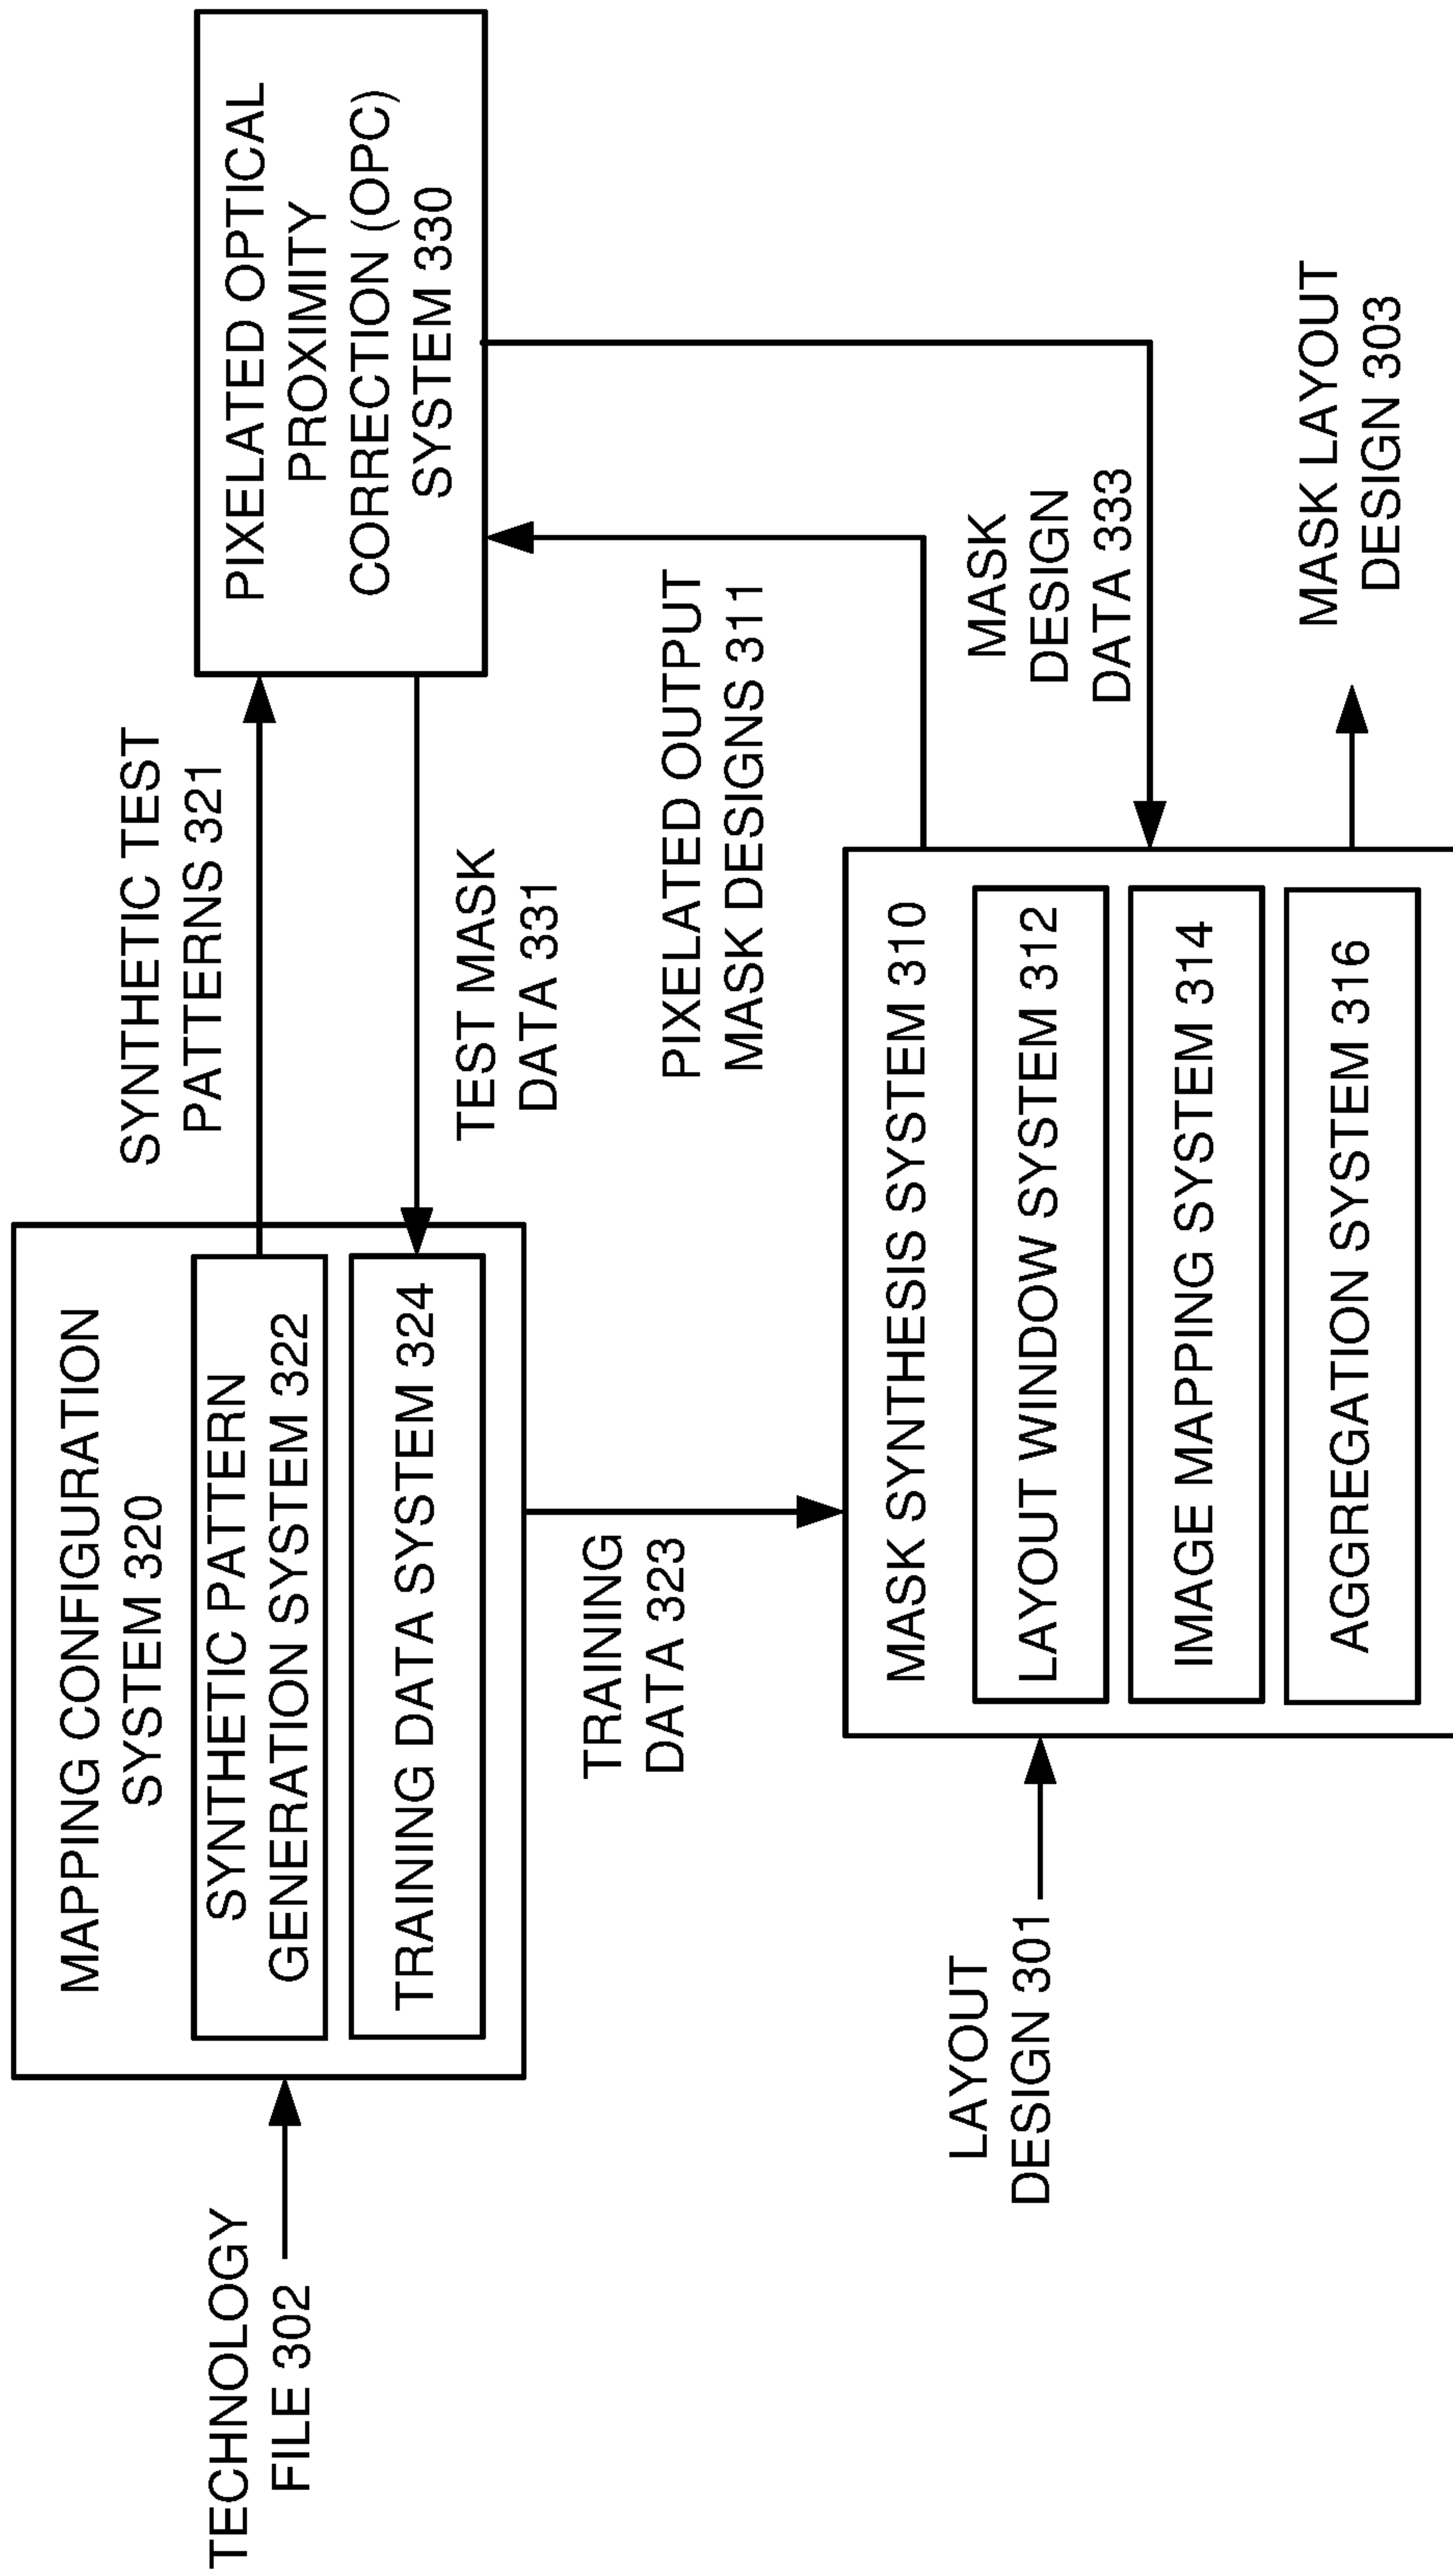 TECHNOLOGY
FILE 302
MAPPING CONFIGURATION
SYSTEM 320
SYNTHETIC PATTERN
GENERATION SYSTEM 322
TRAINING DATA SYSTEM 324
SYNTHETIC TEST
PATTERNS 321
TEST MASK
DATA 331
PIXELATED OPTICAL
PROXIMITY
CORRECTION (OPC)
SYSTEM 330
TRAINING
DATA 323
PIXELATED OUTPUT
MASK DESIGNS 311
MASK
DESIGN
DATA 333
LAYOUT
DESIGN 301
MASK SYNTHESIS SYSTEM 310
LAYOUT WINDOW SYSTEM 312
IMAGE MAPPING SYSTEM 314
AGGREGATION SYSTEM 316
MASK LAYOUT
DESIGN 303